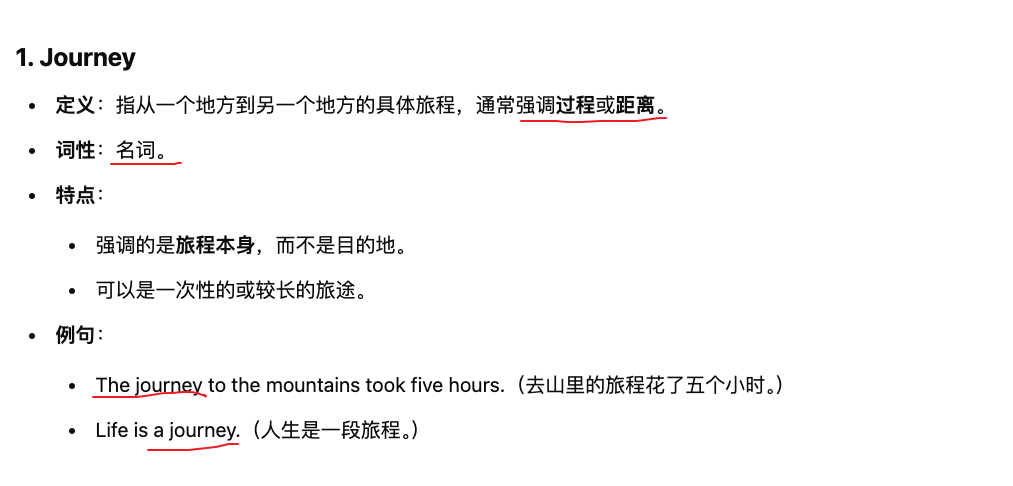 1. Journey
• 定义：指从一个地方到另一个地方的具体旅程，通常强调过程或距离。
• 词性：名词。
• 特点：
• 强调的是旅程本身，而不是目的地。
• 可以是一次性的或较长的旅途。
• 例句：
• The journey to the mountains took five hours.（去山里的旅程花了五个小时。）
• Life is a journey.（人生是一段旅程。）